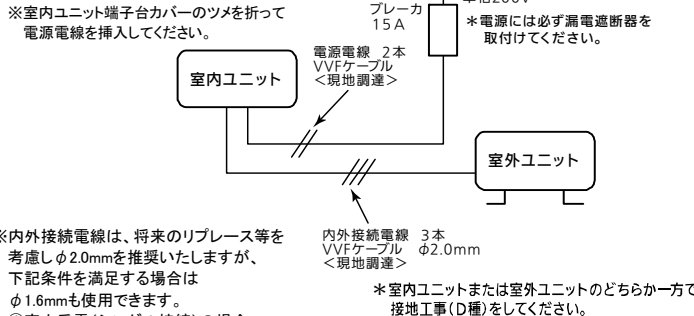 ※室内ユニット端子台カバーのツメを折って
電源電線を挿入してください。
ブレーカ
15A
単相200V
＊電源には必ず漏電遮断器を
取付けてください。
電源電線 2本
VVFケーブル
<現地調達>
室内ユニット
室外ユニット
内外接続電線 3本
VVFケーブル φ2.0mm
<現地調達>
※内外接続電線は、将来のリプレース等を
考慮しφ2.0mmを推奨いたしますが、
下記条件を満足する場合は
φ1.6mmも使用できます。
＊室内ユニットまたは室外ユニットのどちらか一方で
接地工事(D種)をしてください。